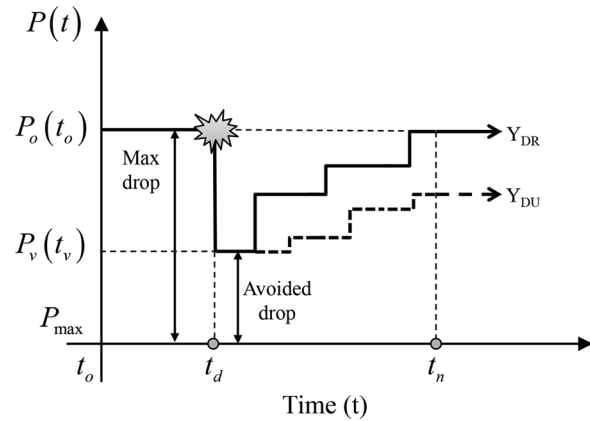 P(t)
P_o(t_o)
Y_DR
Max
drop
Y_DU
P_v(t_v)
Avoided
drop
P_max
t_o
t_d
t_n
Time (t)